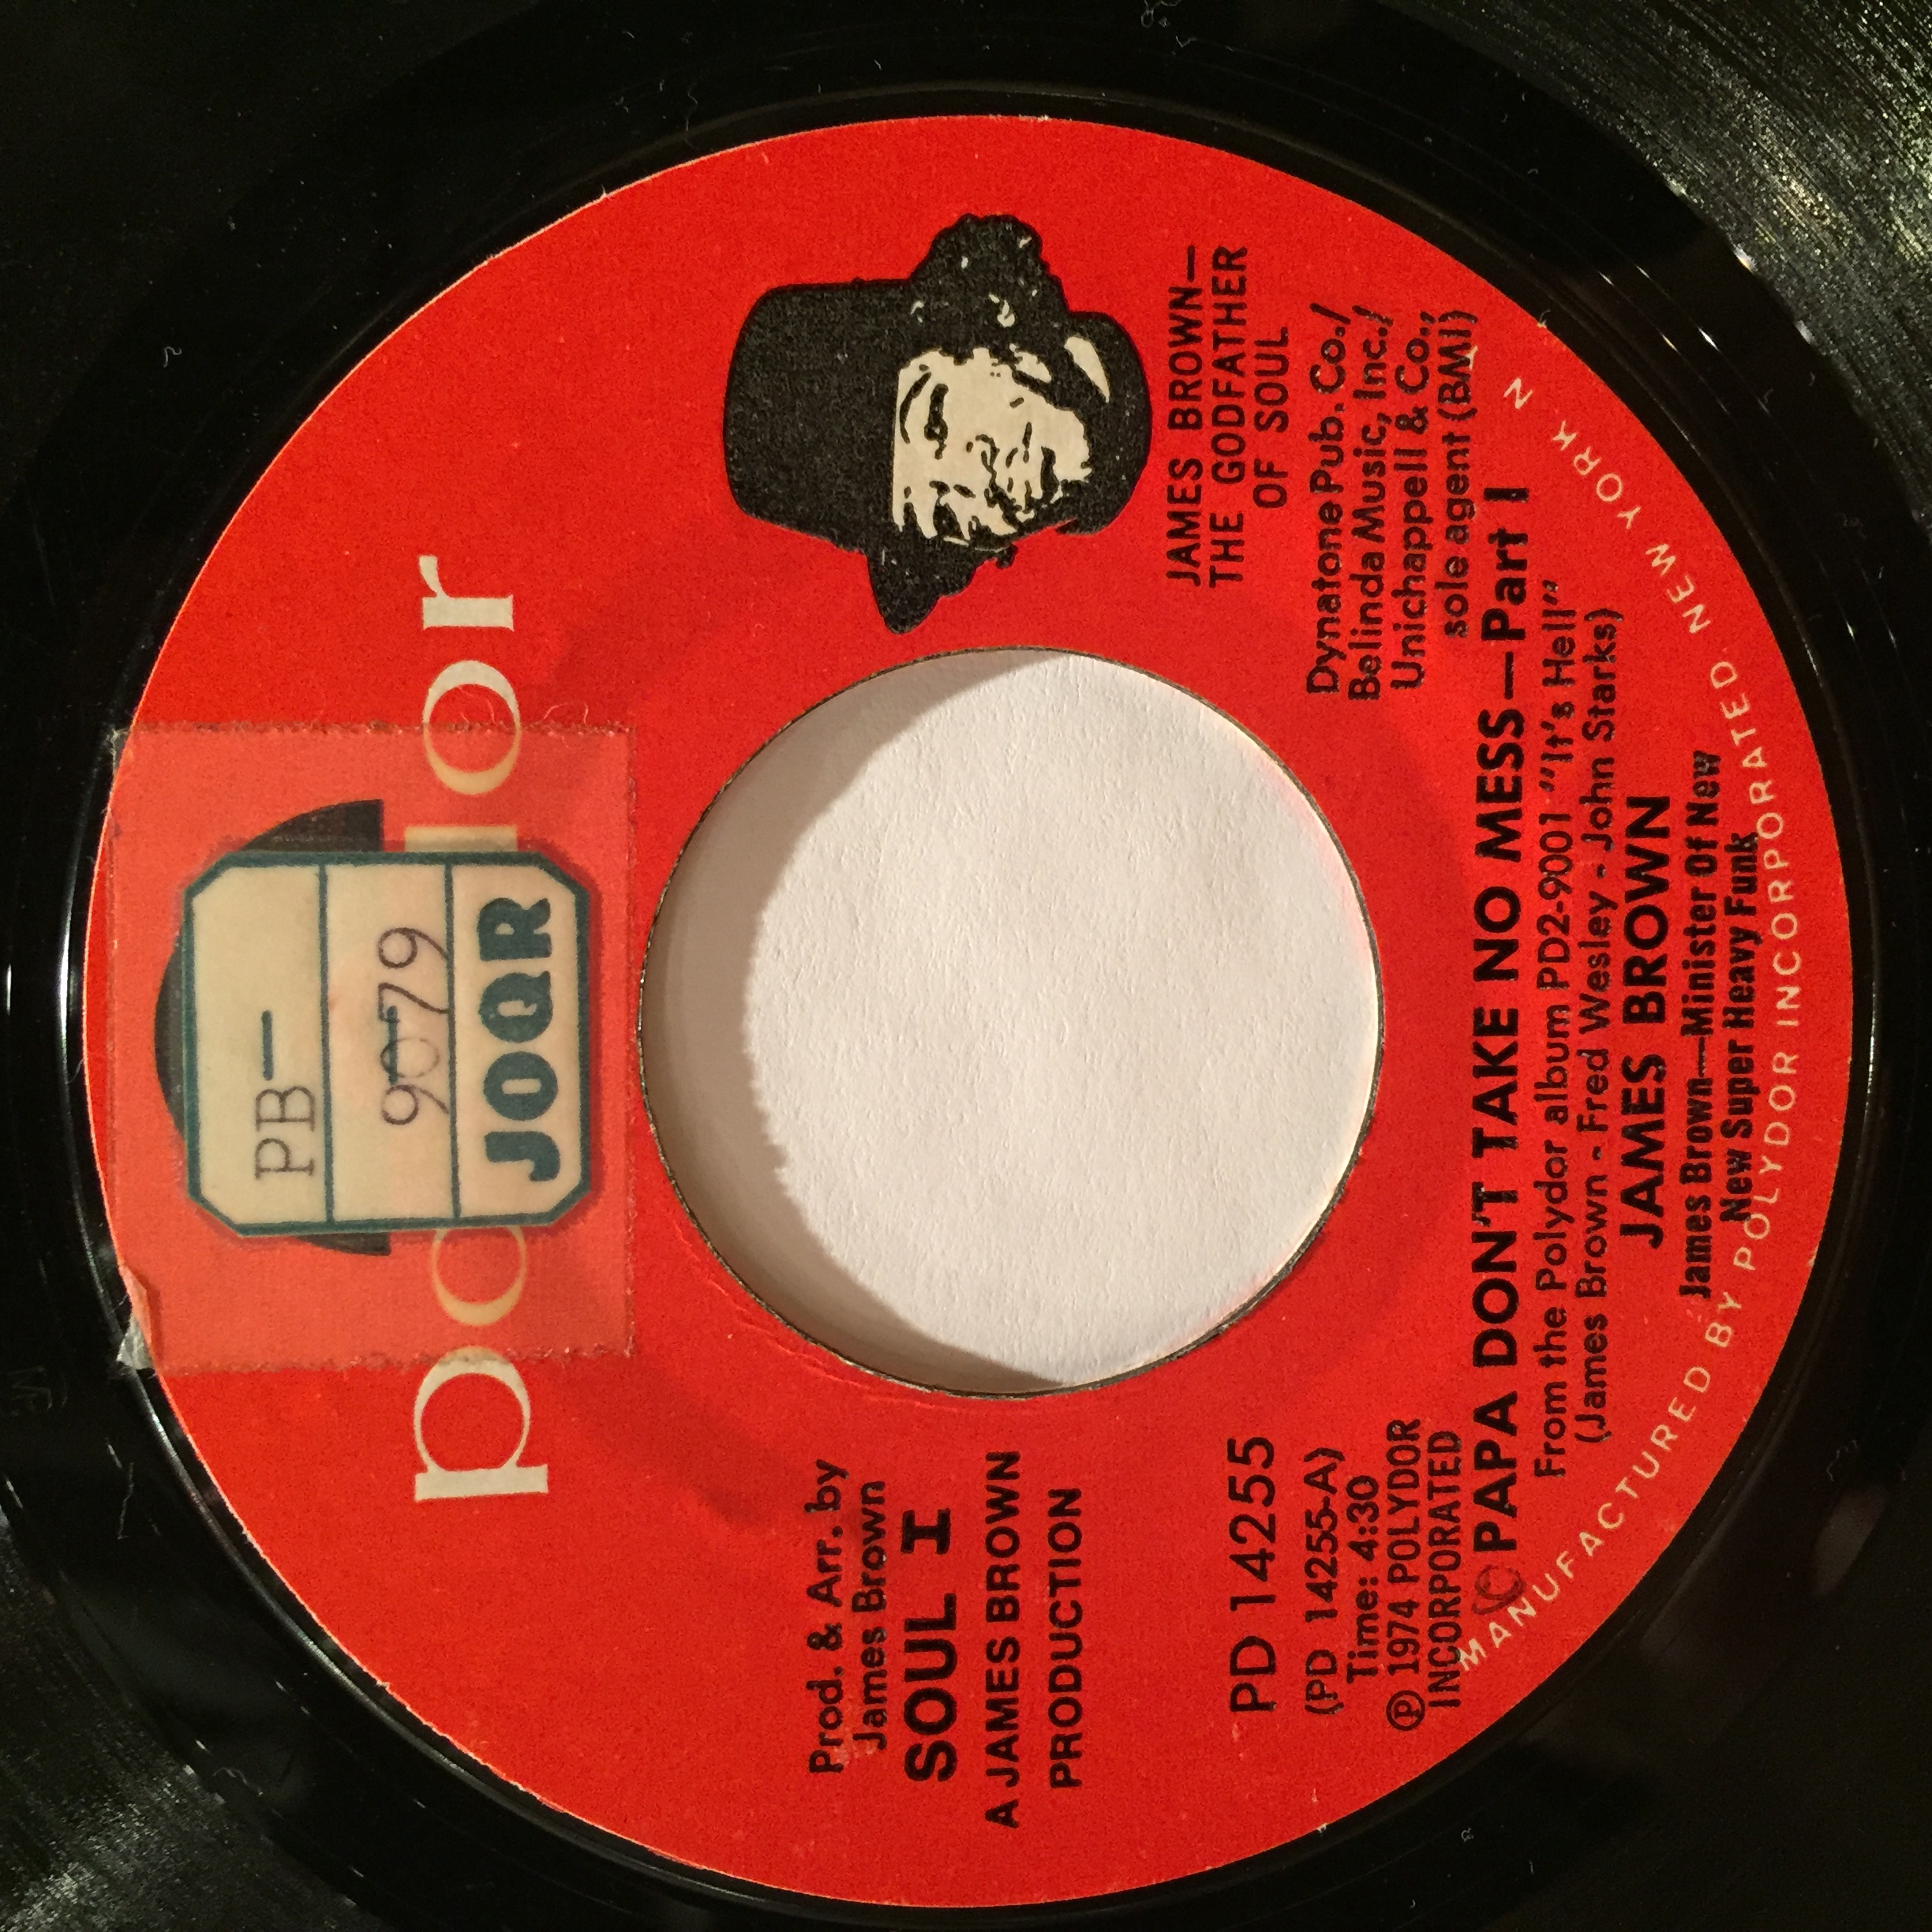 polydor
PB-
9079
JOQR
Prod. & Arr. by
James Brown
SOUL I
A JAMES BROWN
PRODUCTION
JAMES BROWN—
THE GODFATHER
OF SOUL
PD 14255
(PD 14255-A)
Time: 4:30
℗ 1974 POLYDOR
INCORPORATED
Dynatone Pub. Co./
Belinda Music, Inc./
Unichappell & Co.,
sole agent (BMI)
© PAPA DON'T TAKE NO MESS—Part I
From the Polydor album PD2-9001 "It's Hell"
(James Brown - Fred Wesley - John Starks)
JAMES BROWN
James Brown—Minister Of New
New Super Heavy Funk
MANUFACTURED BY POLYDOR INCORPORATED, NEW YORK N